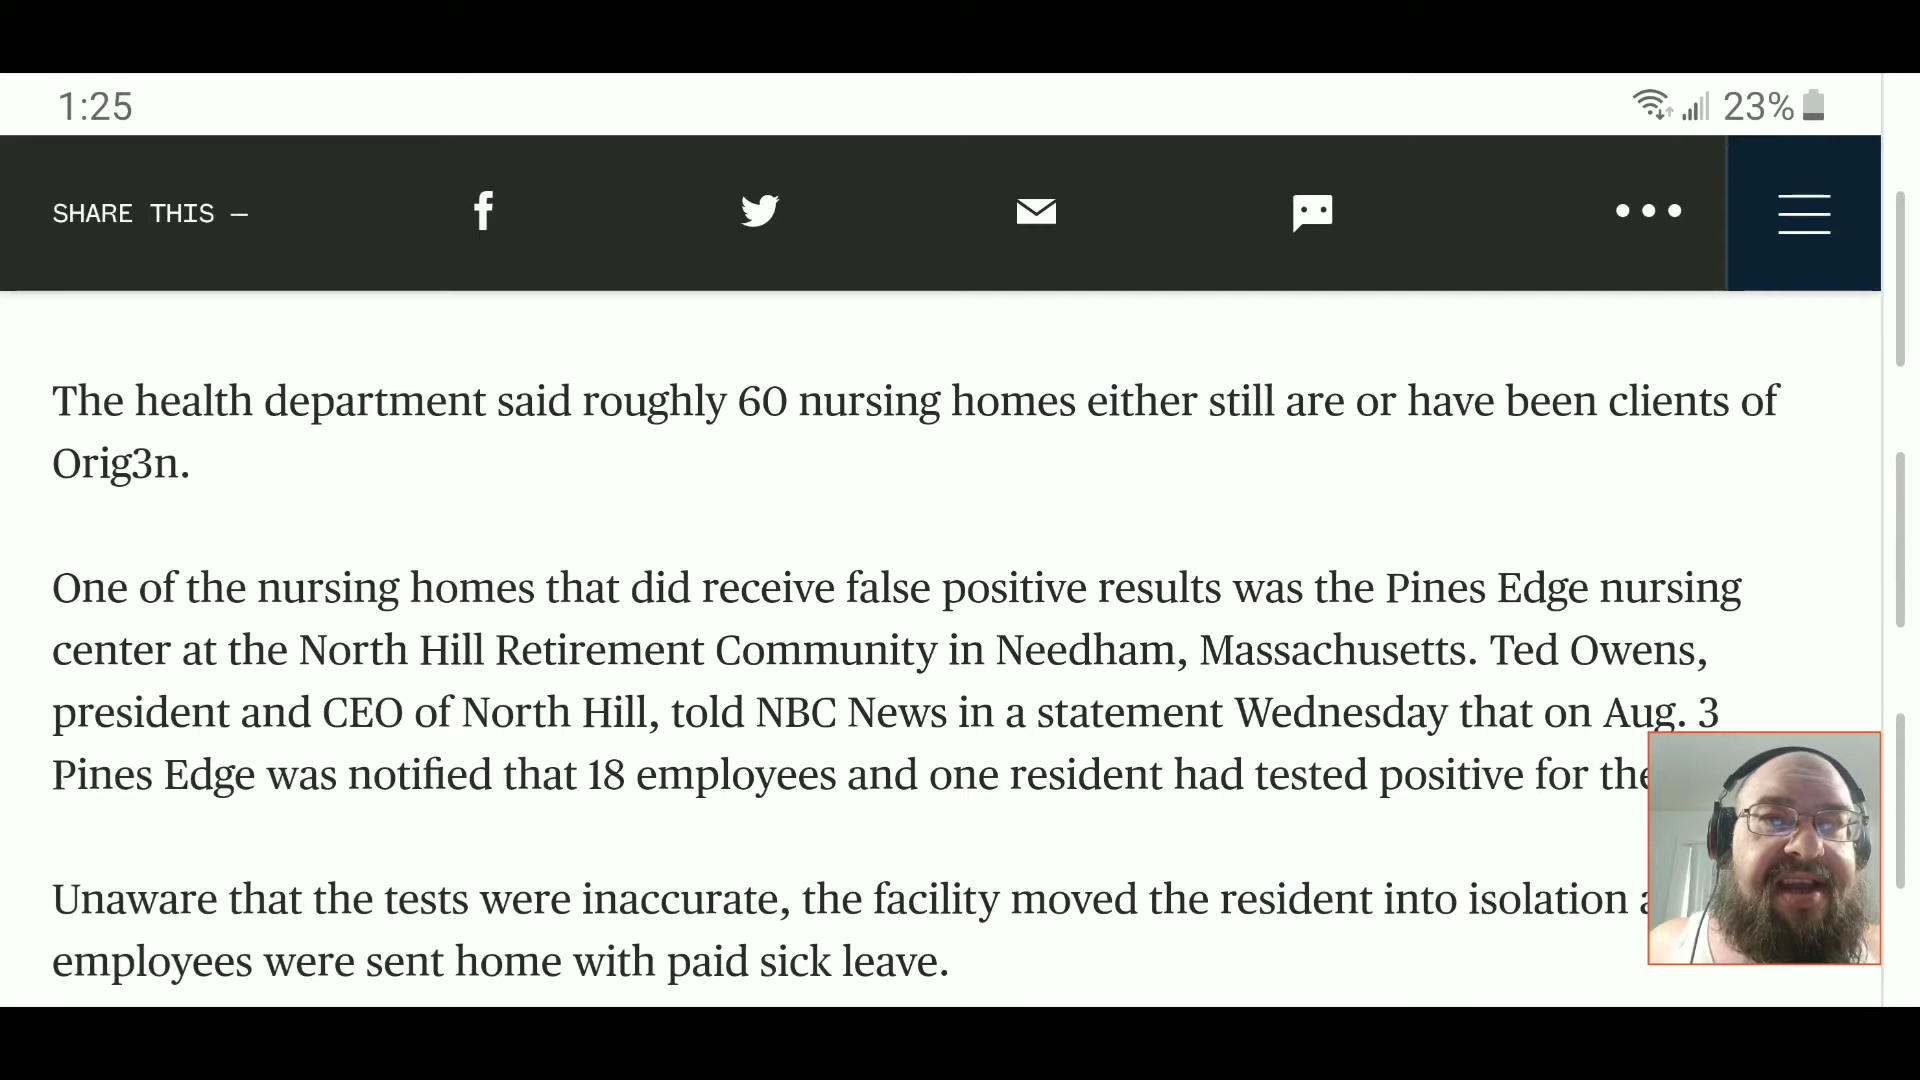 1:25
23%
SHARE THIS —
The health department said roughly 60 nursing homes either still are or have been clients of
Orig3n.
One of the nursing homes that did receive false positive results was the Pines Edge nursing
center at the North Hill Retirement Community in Needham, Massachusetts. Ted Owens,
president and CEO of North Hill, told NBC News in a statement Wednesday that on Aug. 3
Pines Edge was notified that 18 employees and one resident had tested positive for the
Unaware that the tests were inaccurate, the facility moved the resident into isolation
employees were sent home with paid sick leave.